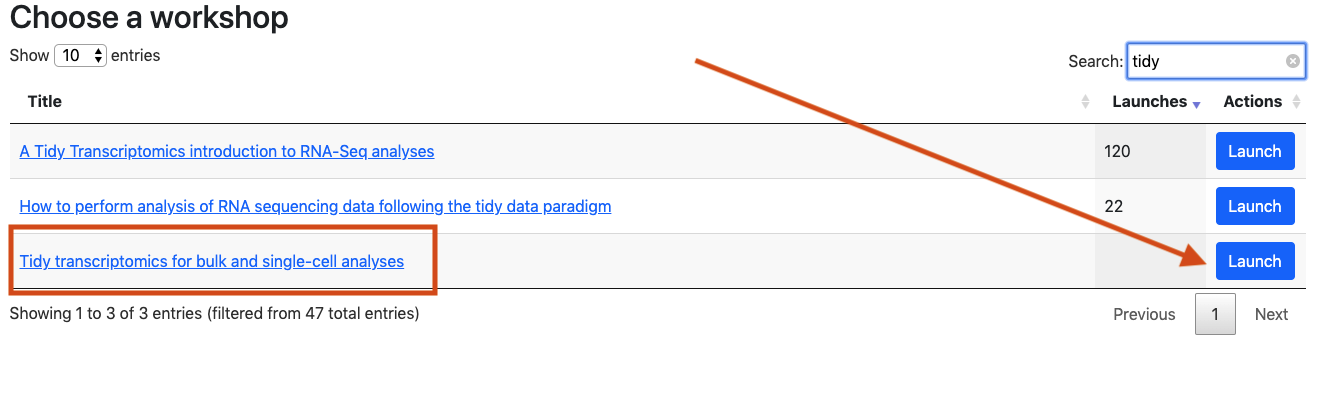 Choose a workshop
Show 10 entries
Search: tidy
Title Launches Actions
A Tidy Transcriptomics introduction to RNA-Seq analyses 120 Launch
How to perform analysis of RNA sequencing data following the tidy data paradigm 22 Launch
Tidy transcriptomics for bulk and single-cell analyses Launch
Showing 1 to 3 of 3 entries (filtered from 47 total entries) Previous 1 Next